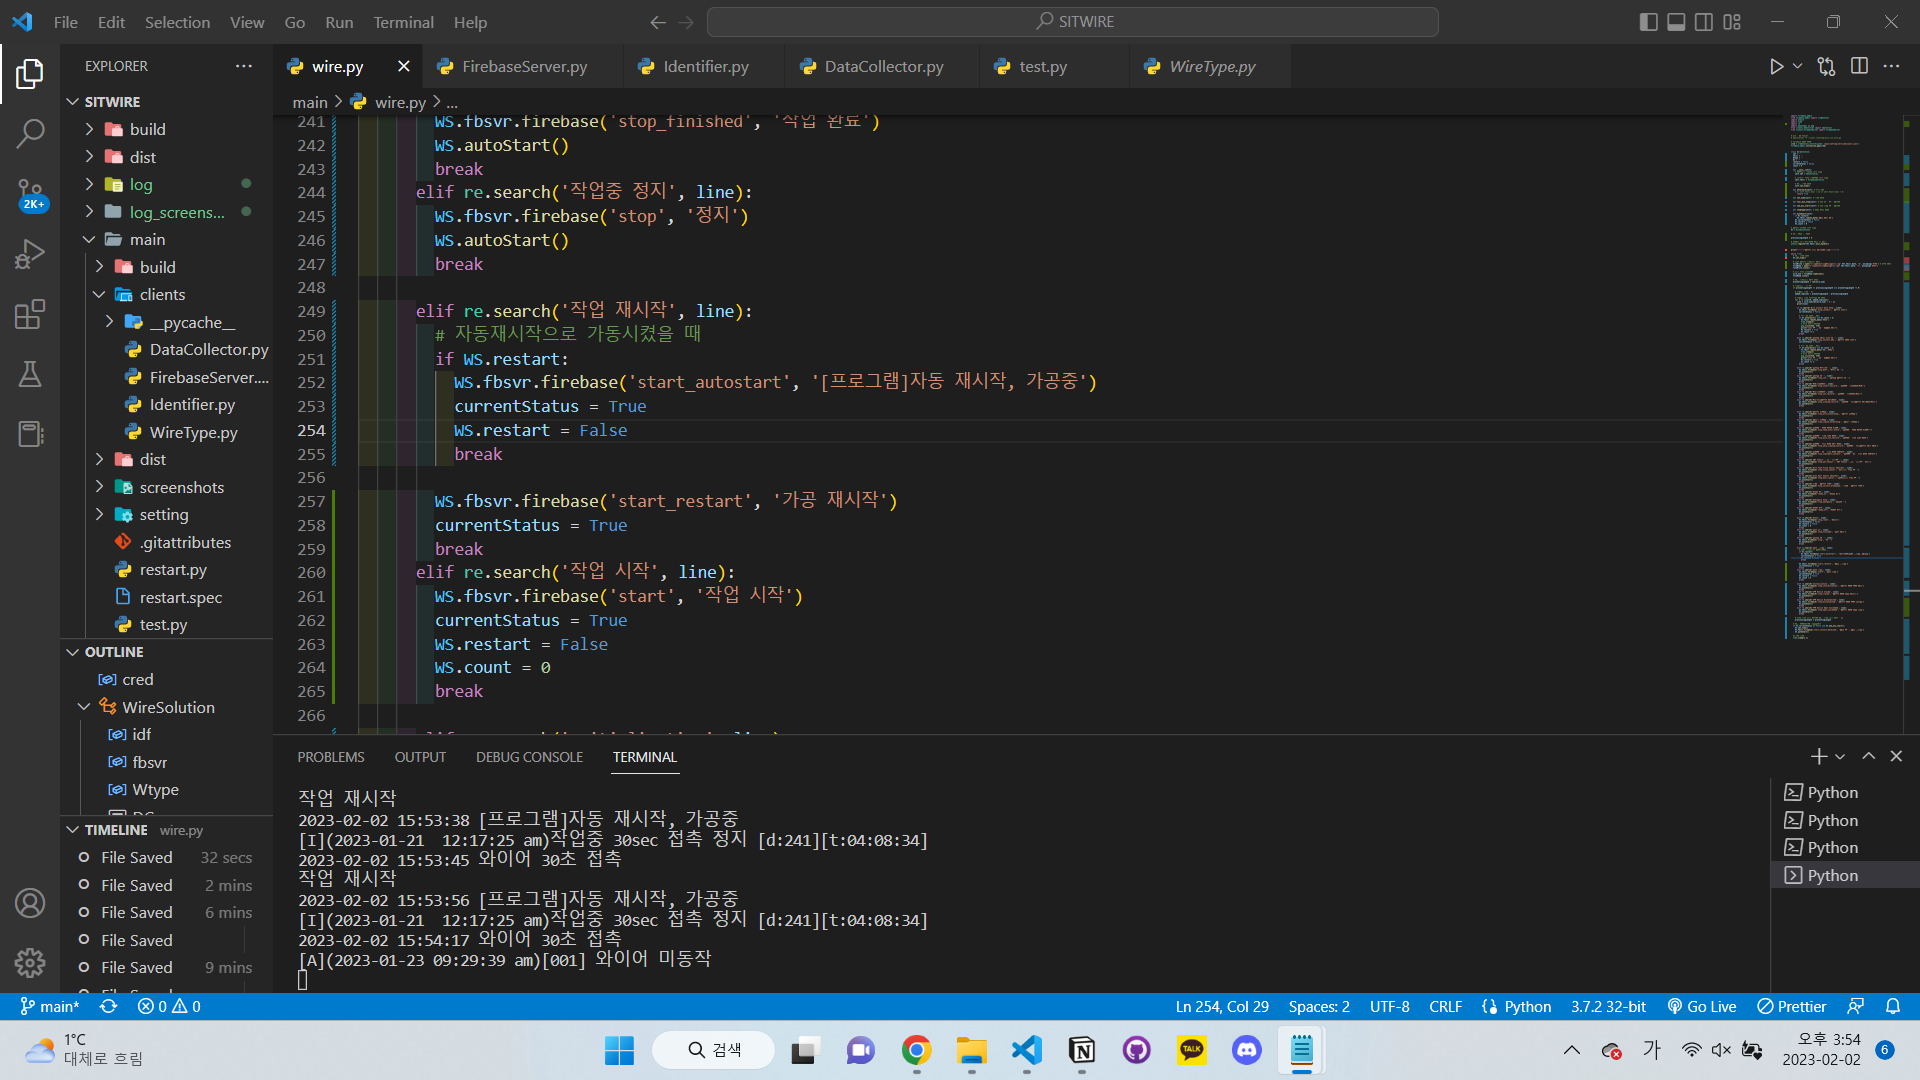 File Edit Selection View Go Run Terminal Help
SITWIRE
EXPLORER
SITWIRE
build
dist
log
log_screens...
main
build
clients
__pycache__
DataCollector.py
FirebaseServer....
Identifier.py
WireType.py
dist
screenshots
setting
.gitattributes
restart.py
restart.spec
test.py
2K+
OUTLINE
cred
WireSolution
idf
fbsvr
Wtype
TIMELINE wire.py
File Saved 32 secs
File Saved 2 mins
File Saved 6 mins
File Saved
File Saved 9 mins
wire.py FirebaseServer.py Identifier.py DataCollector.py test.py WireType.py
main > wire.py > ...
241 WS.fbsvr.firebase('stop_finished', '작업 완료')
242 WS.autoStart()
243 break
244 elif re.search('작업중 정지', line):
245 WS.fbsvr.firebase('stop', '정지')
246 WS.autoStart()
247 break
248
249 elif re.search('작업 재시작', line):
250 # 자동재시작으로 가동시켰을 때
251 if WS.restart:
252 WS.fbsvr.firebase('start_autostart', '[프로그램]자동 재시작, 가공중')
253 currentStatus = True
254 WS.restart = False
255 break
256
257 WS.fbsvr.firebase('start_restart', '가공 재시작')
258 currentStatus = True
259 break
260 elif re.search('작업 시작', line):
261 WS.fbsvr.firebase('start', '작업 시작')
262 currentStatus = True
263 WS.restart = False
264 WS.count = 0
265 break
266
PROBLEMS OUTPUT DEBUG CONSOLE TERMINAL
작업 재시작
2023-02-02 15:53:38 [프로그램]자동 재시작, 가공중
[I](2023-01-21  12:17:25 am)작업중 30sec 접촉 정지 [d:241][t:04:08:34]
2023-02-02 15:53:45 와이어 30초 접촉
작업 재시작
2023-02-02 15:53:56 [프로그램]자동 재시작, 가공중
[I](2023-01-21  12:17:25 am)작업중 30sec 접촉 정지 [d:241][t:04:08:34]
2023-02-02 15:54:17 와이어 30초 접촉
[A](2023-01-23 09:29:39 am)[001] 와이어 미동작
Python
Python
Python
Python
main* 0 0 Ln 254, Col 29 Spaces: 2 UTF-8 CRLF Python 3.7.2 32-bit Go Live Prettier
1°C
대체로 흐림
검색
TALK
가
오후 3:54
2023-02-02
6